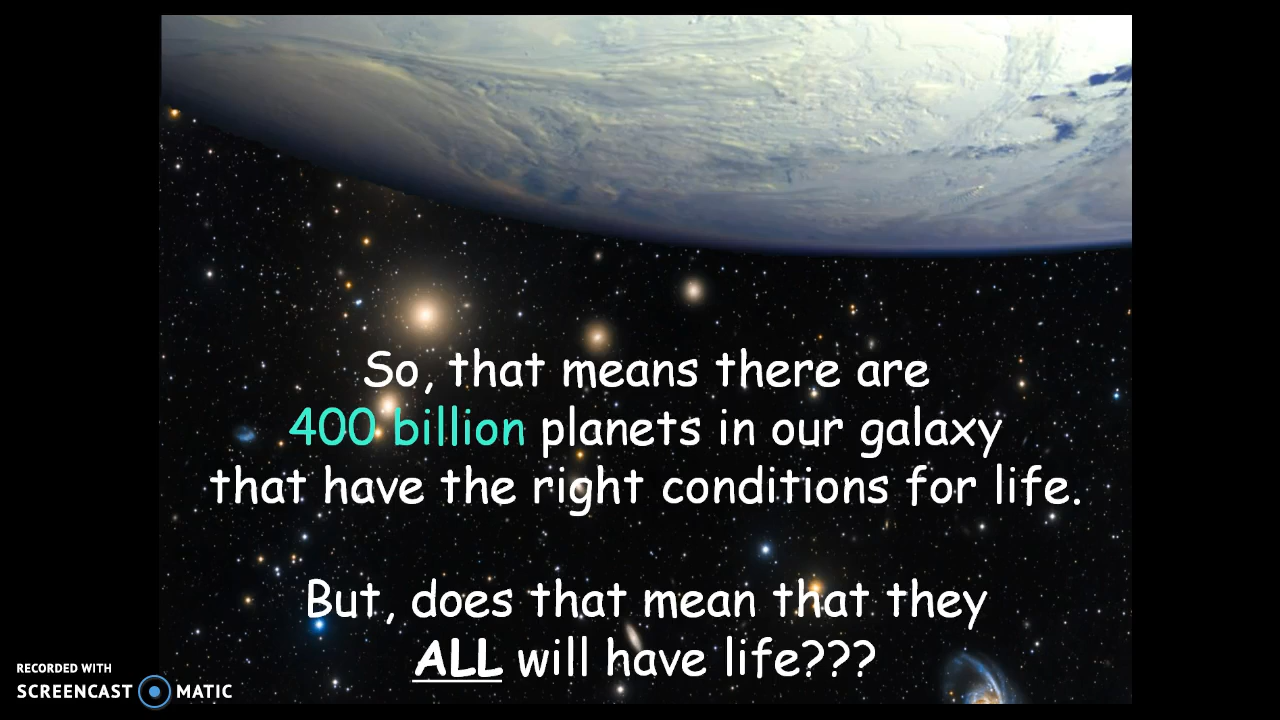 So, that means there are
400 billion planets in our galaxy
that have the right conditions for life.
But, does that mean that they
ALL will have life???
RECORDED WITH
SCREENCAST MATIC